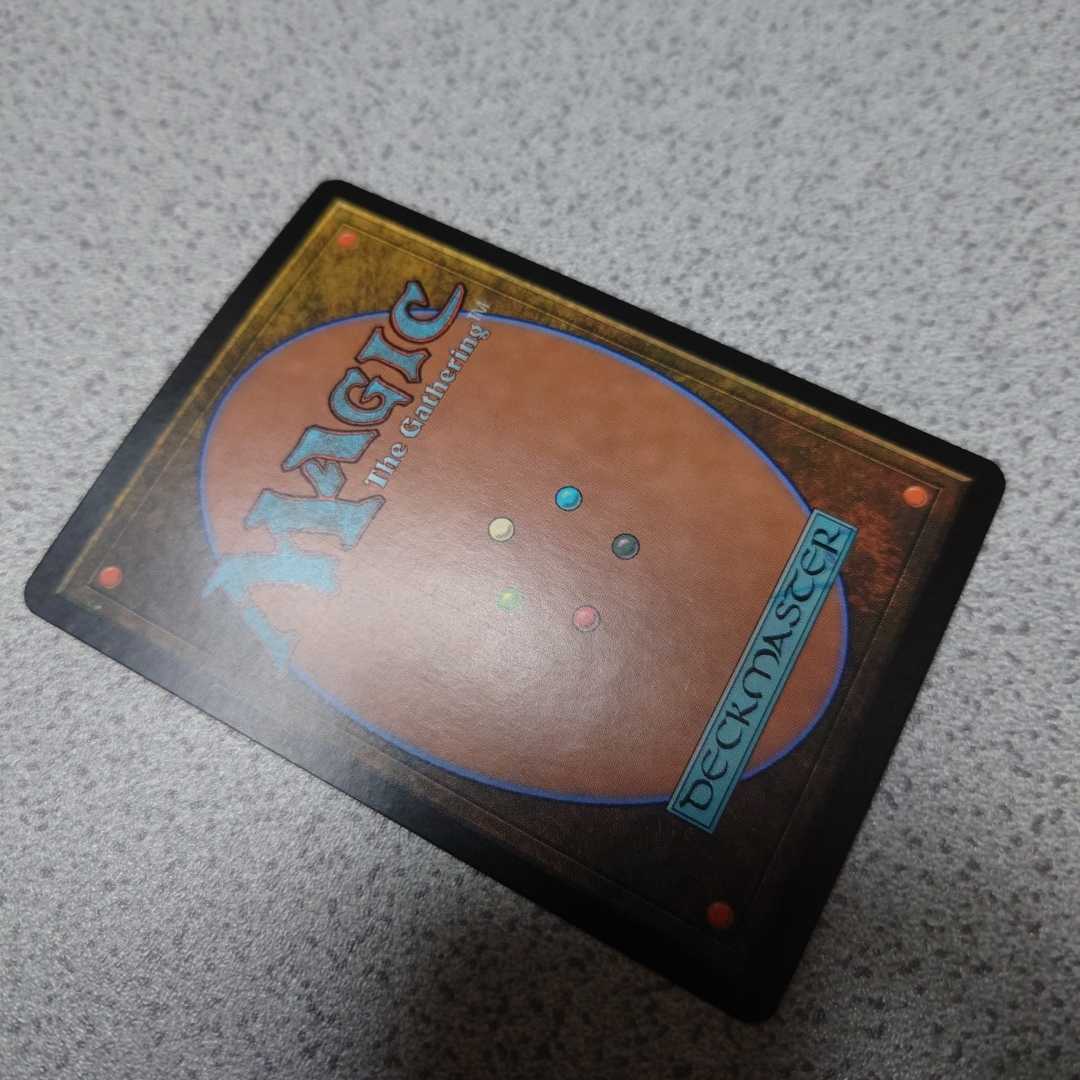 MAGIC
The Gathering™
DECKMASTER